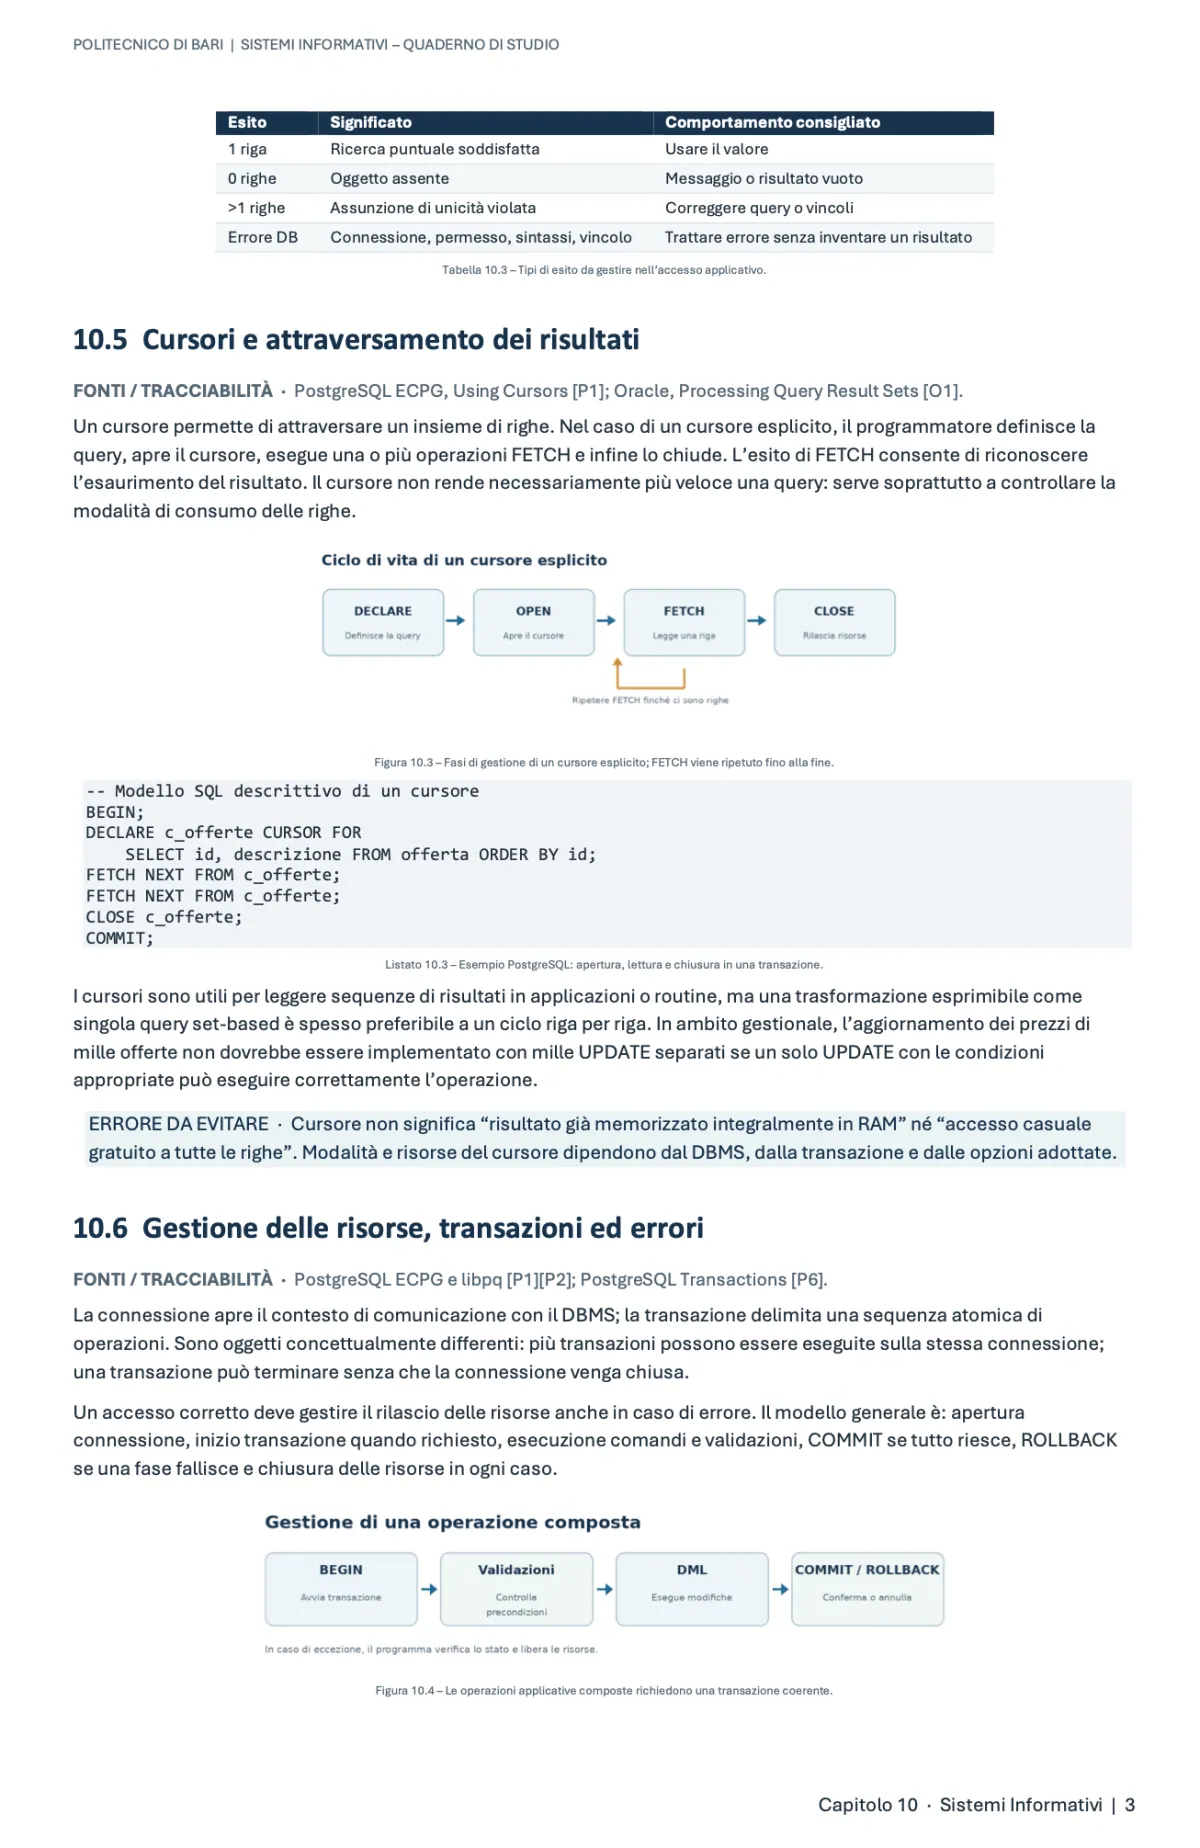 POLITECNICO DI BARI | SISTEMI INFORMATIVI – QUADERNO DI STUDIO
Esito Significato Comportamento consigliato
1 riga Ricerca puntuale soddisfatta Usare il valore
0 righe Oggetto assente Messaggio o risultato vuoto
>1 righe Assunzione di unicità violata Correggere query o vincoli
Errore DB Connessione, permesso, sintassi, vincolo Trattare errore senza inventare un risultato
Tabella 10.3 – Tipi di esito da gestire nell’accesso applicativo.
10.5 Cursori e attraversamento dei risultati
FONTI / TRACCIABILITÀ · PostgreSQL ECPG, Using Cursors [P1]; Oracle, Processing Query Result Sets [O1].
Un cursore permette di attraversare un insieme di righe. Nel caso di un cursore esplicito, il programmatore definisce la
query, apre il cursore, esegue una o più operazioni FETCH e infine lo chiude. L’esito di FETCH consente di riconoscere
l’esaurimento del risultato. Il cursore non rende necessariamente più veloce una query: serve soprattutto a controllare la
modalità di consumo delle righe.
Ciclo di vita di un cursore esplicito
DECLARE OPEN FETCH CLOSE
Definisce la query Apre il cursore Legge una riga Rilascia risorse
Ripetere FETCH finché ci sono righe
Figura 10.3 – Fasi di gestione di un cursore esplicito; FETCH viene ripetuto fino alla fine.
-- Modello SQL descrittivo di un cursore
BEGIN;
DECLARE c_offerte CURSOR FOR
SELECT id, descrizione FROM offerta ORDER BY id;
FETCH NEXT FROM c_offerte;
FETCH NEXT FROM c_offerte;
CLOSE c_offerte;
COMMIT;
Listato 10.3 – Esempio PostgreSQL: apertura, lettura e chiusura in una transazione.
I cursori sono utili per leggere sequenze di risultati in applicazioni o routine, ma una trasformazione esprimibile come
singola query set-based è spesso preferibile a un ciclo riga per riga. In ambito gestionale, l’aggiornamento dei prezzi di
mille offerte non dovrebbe essere implementato con mille UPDATE separati se un solo UPDATE con le condizioni
appropriate può eseguire correttamente l’operazione.
ERRORE DA EVITARE · Cursore non significa “risultato già memorizzato integralmente in RAM” né “accesso casuale
gratuito a tutte le righe”. Modalità e risorse del cursore dipendono dal DBMS, dalla transazione e dalle opzioni adottate.
10.6 Gestione delle risorse, transazioni ed errori
FONTI / TRACCIABILITÀ · PostgreSQL ECPG e libpq [P1][P2]; PostgreSQL Transactions [P6].
La connessione apre il contesto di comunicazione con il DBMS; la transazione delimita una sequenza atomica di
operazioni. Sono oggetti concettualmente differenti: più transazioni possono essere eseguite sulla stessa connessione;
una transazione può terminare senza che la connessione venga chiusa.
Un accesso corretto deve gestire il rilascio delle risorse anche in caso di errore. Il modello generale è: apertura
connessione, inizio transazione quando richiesto, esecuzione comandi e validazioni, COMMIT se tutto riesce, ROLLBACK
se una fase fallisce e chiusura delle risorse in ogni caso.
Gestione di una operazione composta
BEGIN Validazioni DML COMMIT / ROLLBACK
Avvia transazione Controlla Esegue modifiche Conferma o annulla
precondizioni
In caso di eccezione, il programma verifica lo stato e libera le risorse.
Figura 10.4 – Le operazioni applicative composte richiedono una transazione coerente.
Capitolo 10 · Sistemi Informativi | 3